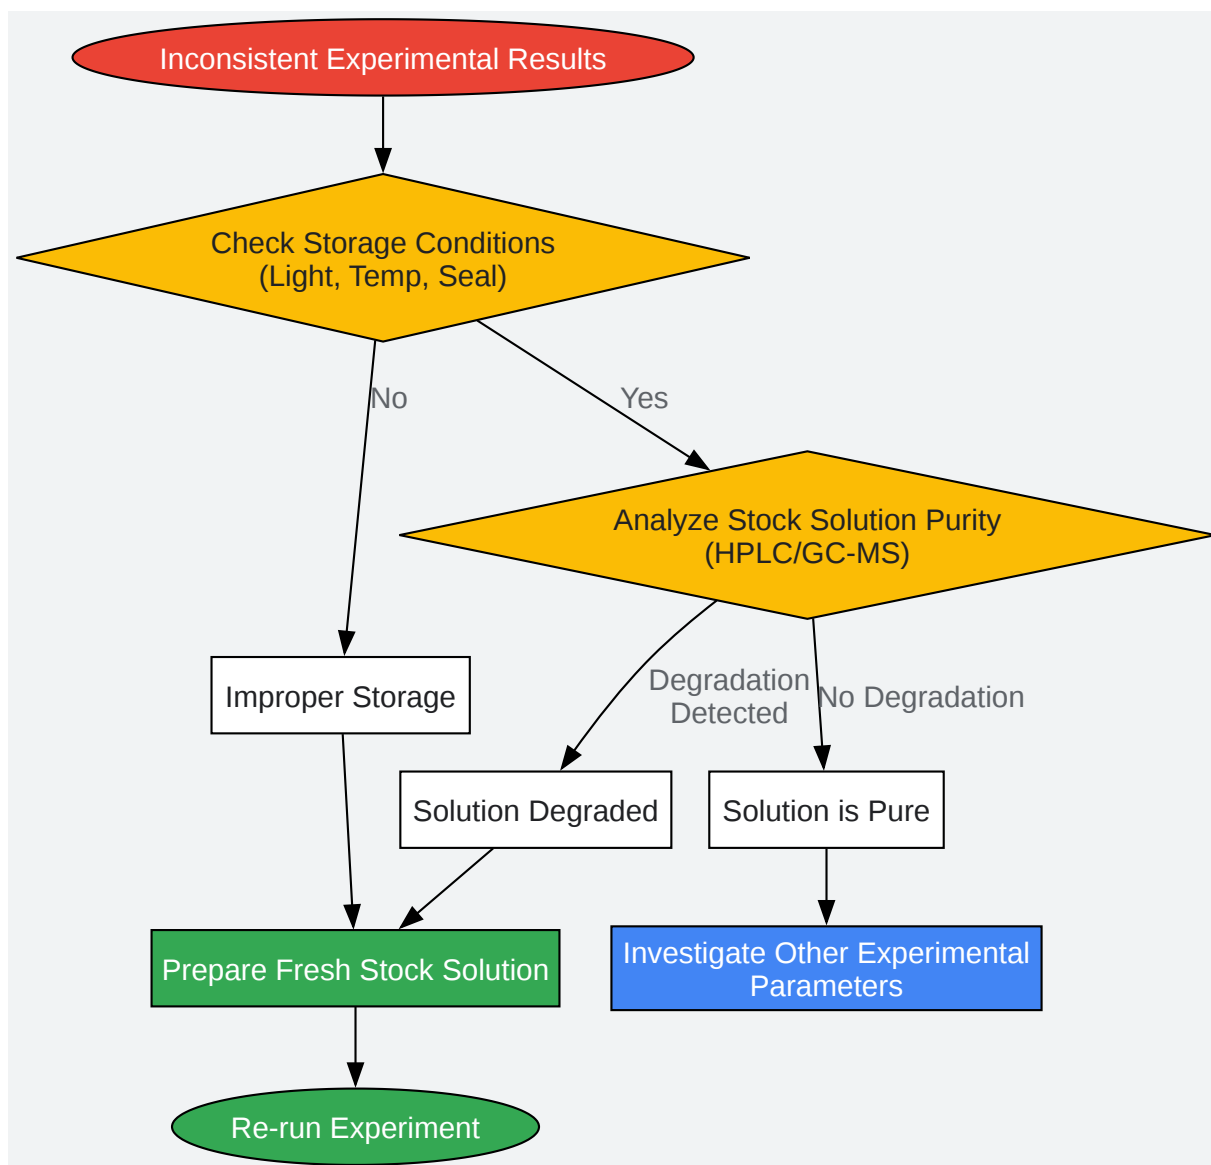 Inconsistent Experimental Results
Check Storage Conditions
(Light, Temp, Seal)
No
Yes
Analyze Stock Solution Purity
(HPLC/GC-MS)
Improper Storage
Degradation
Detected
No Degradation
Solution Degraded
Solution is Pure
Prepare Fresh Stock Solution
Investigate Other Experimental
Parameters
Re-run Experiment